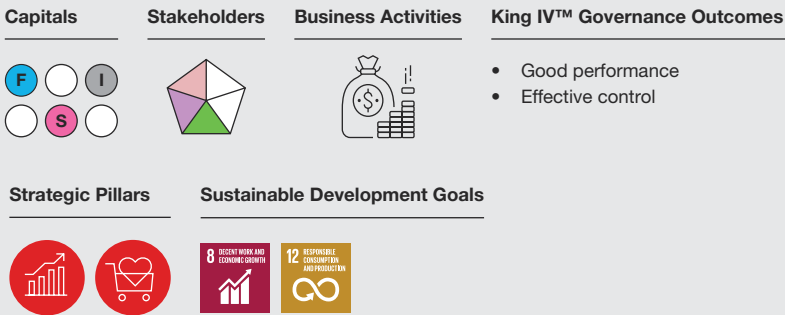 Capitals
Stakeholders
Business Activities
King IV™ Governance Outcomes
F
I
S
$
• Good performance
• Effective control
Strategic Pillars
Sustainable Development Goals
8 DECENT WORK AND
ECONOMIC GROWTH
12 RESPONSIBLE
CONSUMPTION
AND PRODUCTION